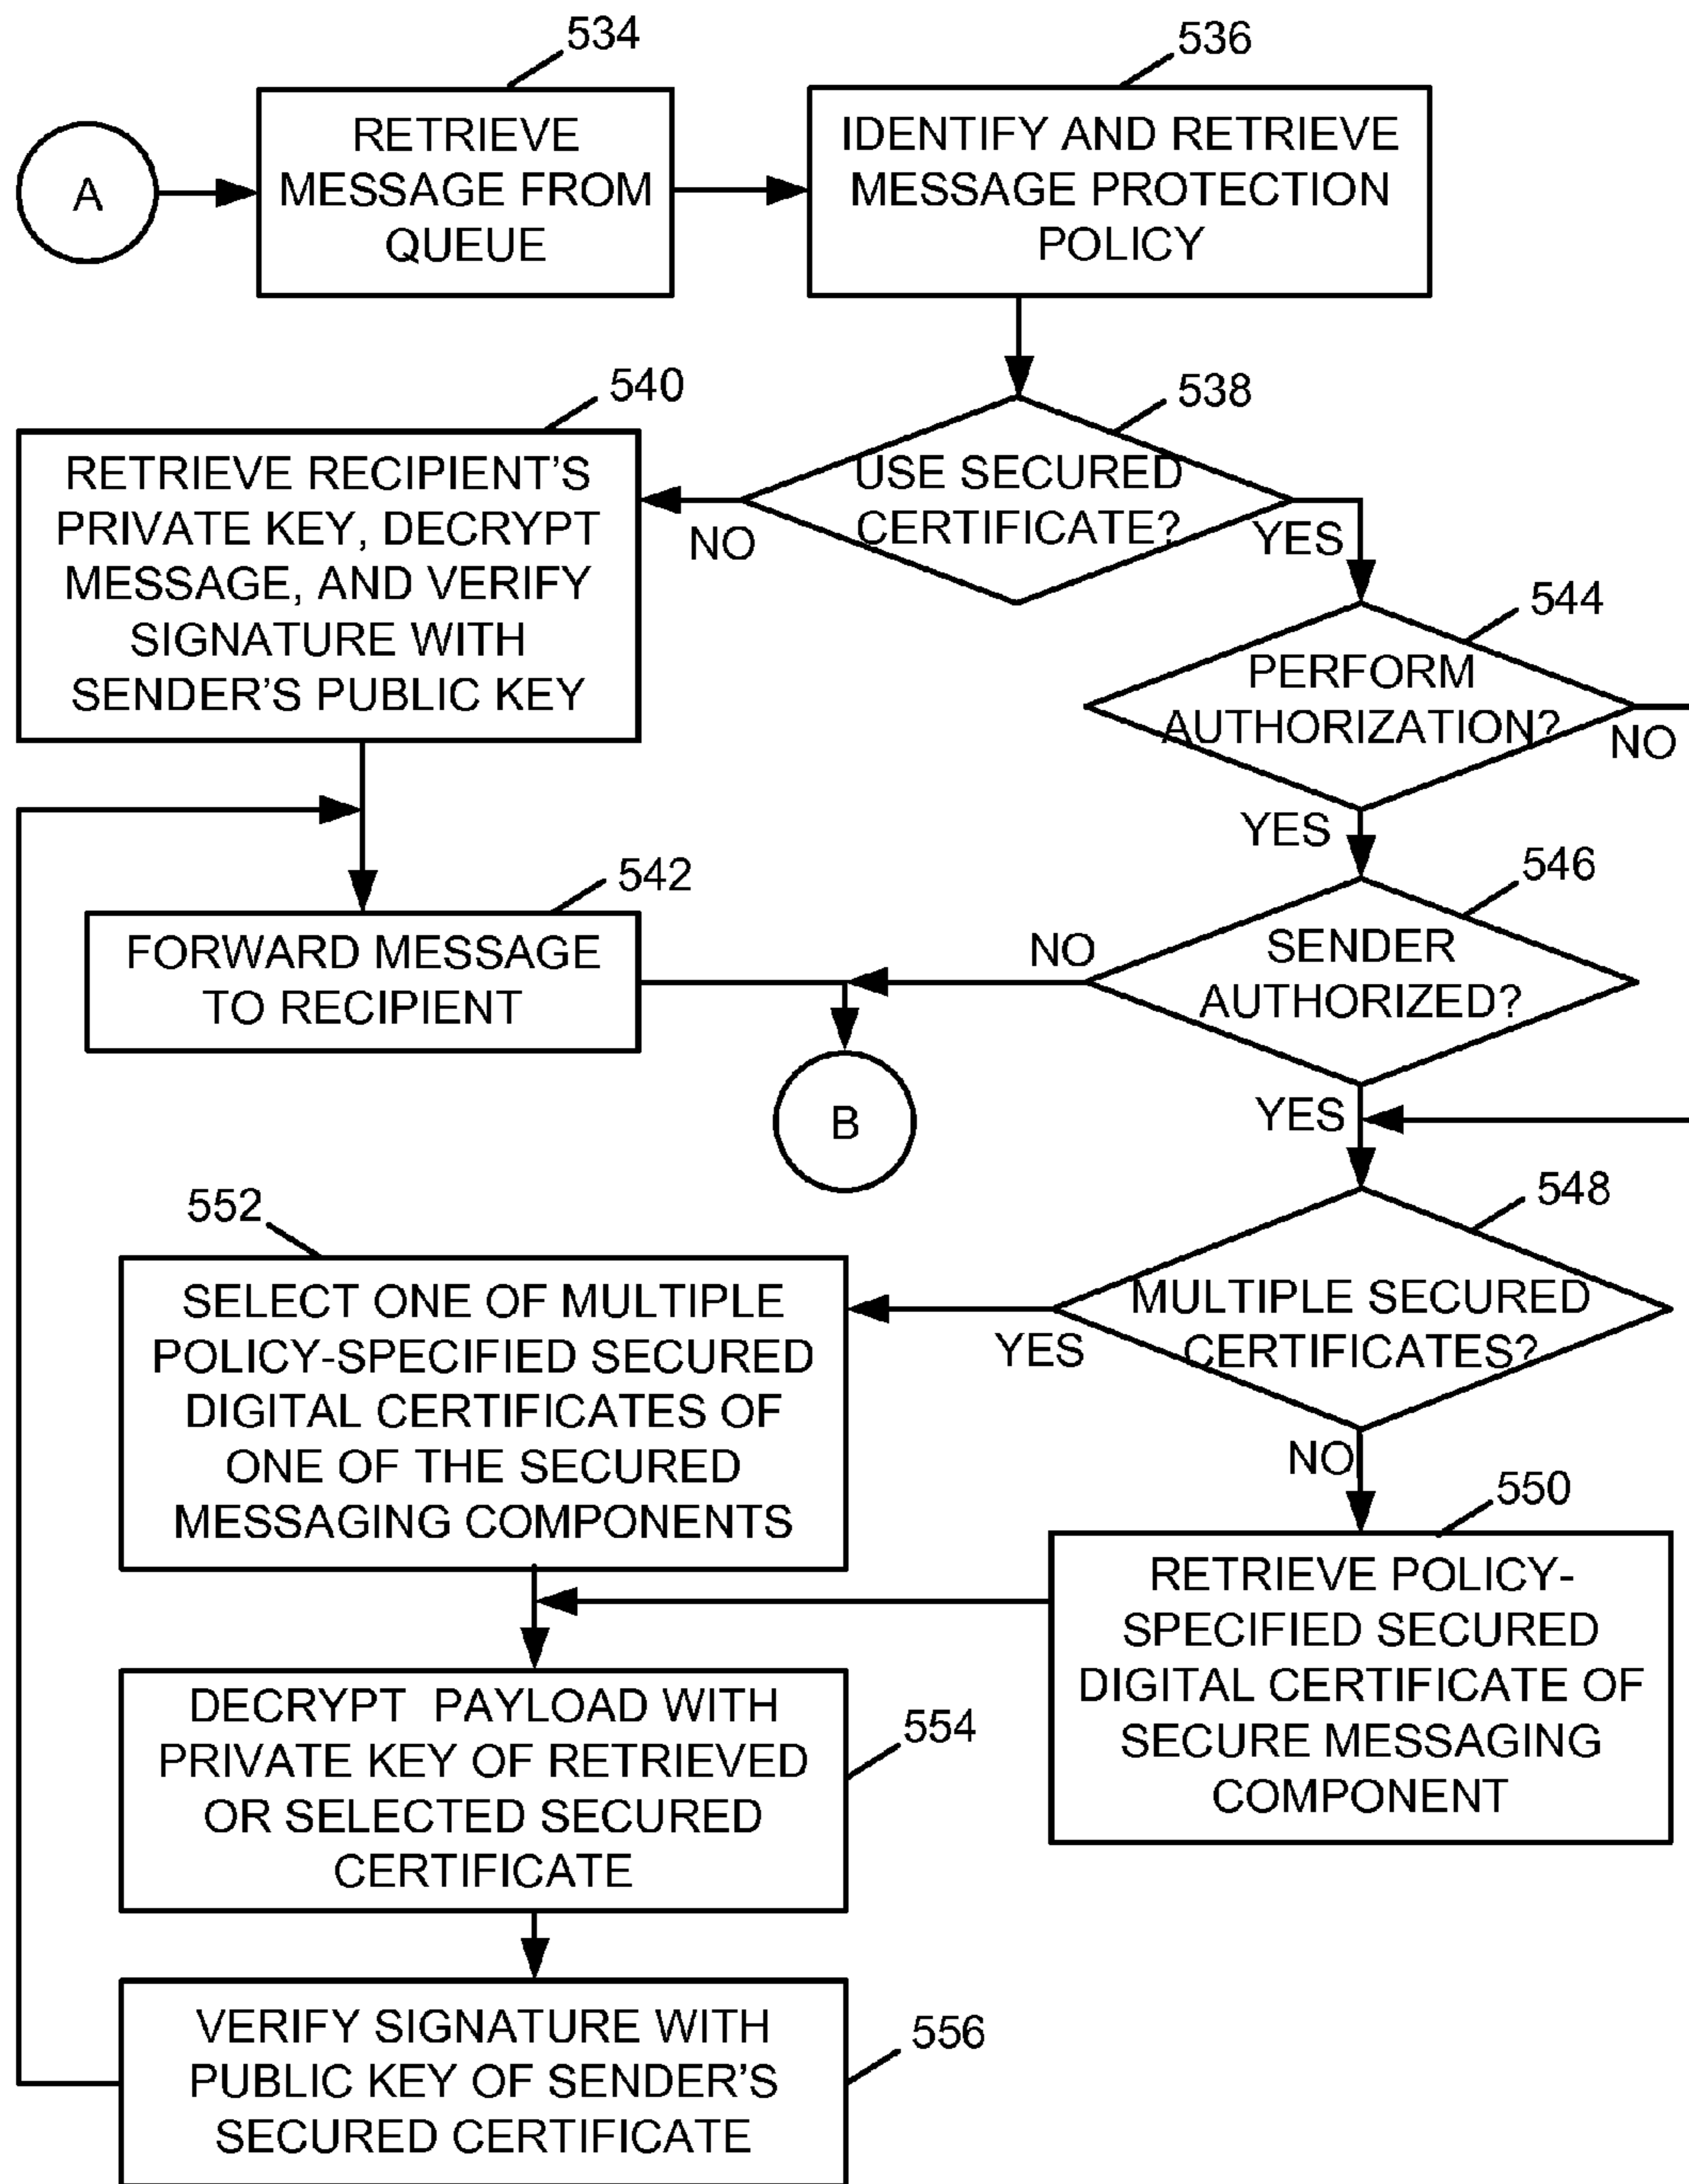 534
536
A
RETRIEVE
MESSAGE FROM
QUEUE
IDENTIFY AND RETRIEVE
MESSAGE PROTECTION
POLICY
540
538
RETRIEVE RECIPIENT'S
PRIVATE KEY, DECRYPT
MESSAGE, AND VERIFY
SIGNATURE WITH
SENDER'S PUBLIC KEY
USE SECURED
CERTIFICATE?
NO
YES
544
PERFORM
AUTHORIZATION?
NO
YES
542
546
FORWARD MESSAGE
TO RECIPIENT
NO
SENDER
AUTHORIZED?
B
YES
552
548
SELECT ONE OF MULTIPLE
POLICY-SPECIFIED SECURED
DIGITAL CERTIFICATES OF
ONE OF THE SECURED
MESSAGING COMPONENTS
MULTIPLE SECURED
CERTIFICATES?
YES
NO
550
RETRIEVE POLICY-
SPECIFIED SECURED
DIGITAL CERTIFICATE OF
SECURE MESSAGING
COMPONENT
DECRYPT PAYLOAD WITH
PRIVATE KEY OF RETRIEVED
OR SELECTED SECURED
CERTIFICATE
554
VERIFY SIGNATURE WITH
PUBLIC KEY OF SENDER'S
SECURED CERTIFICATE
556